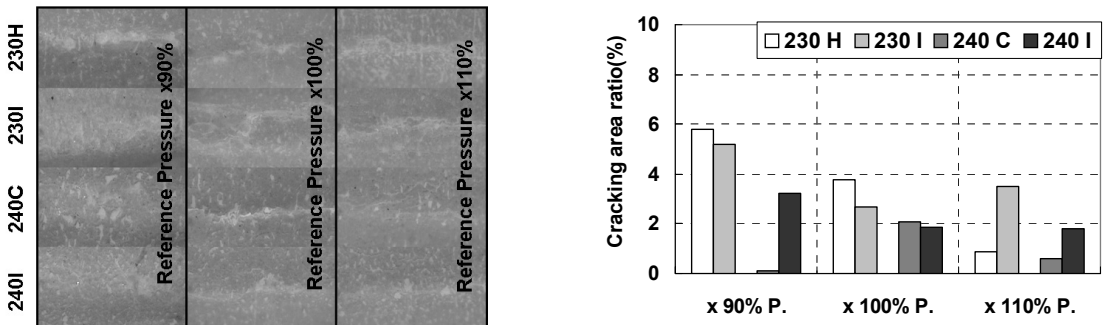 230H
230I
240C
240I
Reference Pressure x90%
Reference Pressure x100%
Reference Pressure x110%
Cracking area ratio(%)
10
8
6
4
2
0
230 H 230 I 240 C 240 I
x 90% P. x 100% P. x 110% P.